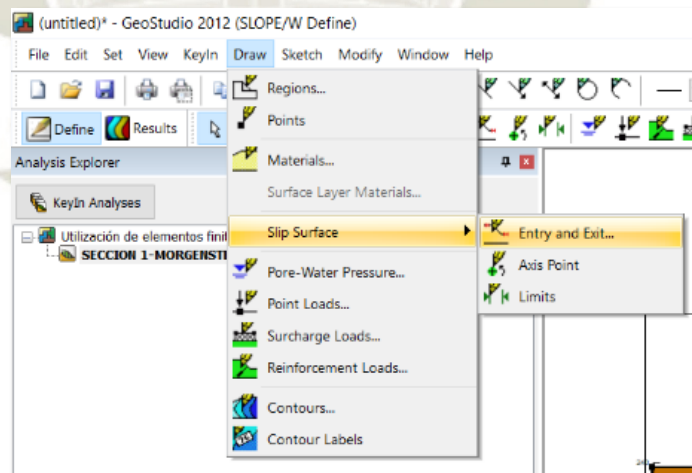 (untitled)* - GeoStudio 2012 (SLOPE/W Define)
File Edit Set View KeyIn Draw Sketch Modify Window Help
Regions...
Define Results
Points
Analysis Explorer
Materials...
Surface Layer Materials...
KeyIn Analyses
Utilización de elementos finit
Slip Surface
Entry and Exit...
SECCION 1-MORGENSTI
Axis Point
Pore-Water Pressure...
Limits
Point Loads...
Surcharge Loads...
Reinforcement Loads...
Contours...
Contour Labels